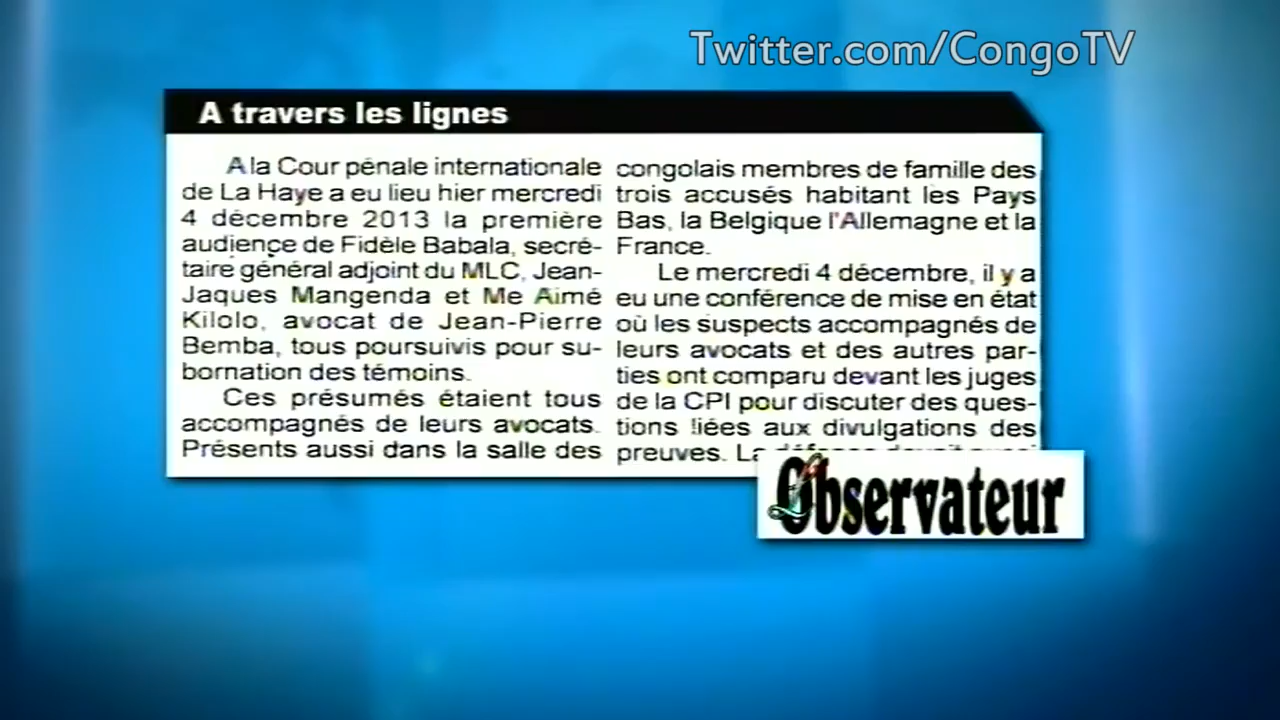 Twitter.com/CongoTV
A travers les lignes
A la Cour pénale internationale
de La Haye a eu lieu hier mercredi
4 décembre 2013 la première
audience de Fidèle Babala, secré-
taire général adjoint du MLC, Jean-
Jaques Mangenda et Me Aimé
Kilolo, avocat de Jean-Pierre
Bemba, tous poursuivis pour su-
bornation des témoins.
Ces présumés étaient tous
accompagnés de leurs avocats.
Présents aussi dans la salle des
congolais membres de famille des
trois accusés habitant les Pays
Bas, la Belgique l'Allemagne et la
France.
Le mercredi 4 décembre, il y a
eu une conférence de mise en état
où les suspects accompagnés de
leurs avocats et des autres par-
ties ont comparu devant les juges
de la CPI pour discuter des ques-
tions liées aux divulgations des
preuves. La
L'Observateur